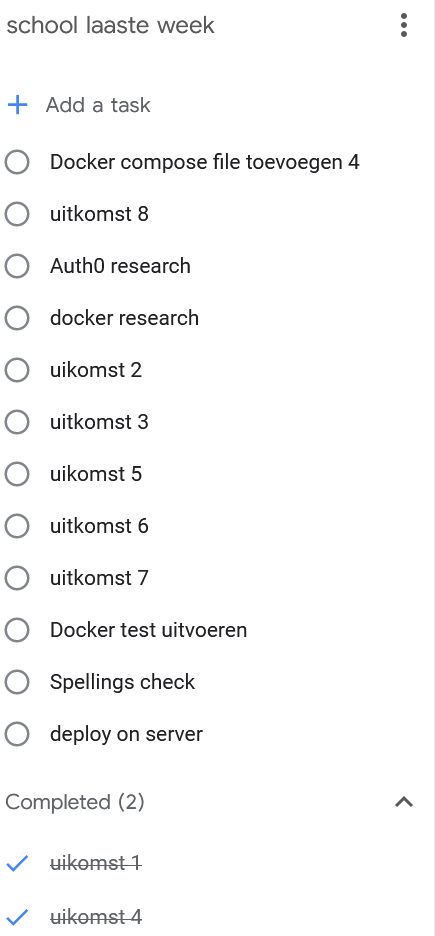 school laaste week
Add a task
Docker compose file toevoegen 4
uitkomst 8
Auth0 research
docker research
uikomst 2
uitkomst 3
uikomst 5
uitkomst 6
uitkomst 7
Docker test uitvoeren
Spellings check
deploy on server
Completed (2)
uikomst 1
uikomst 4